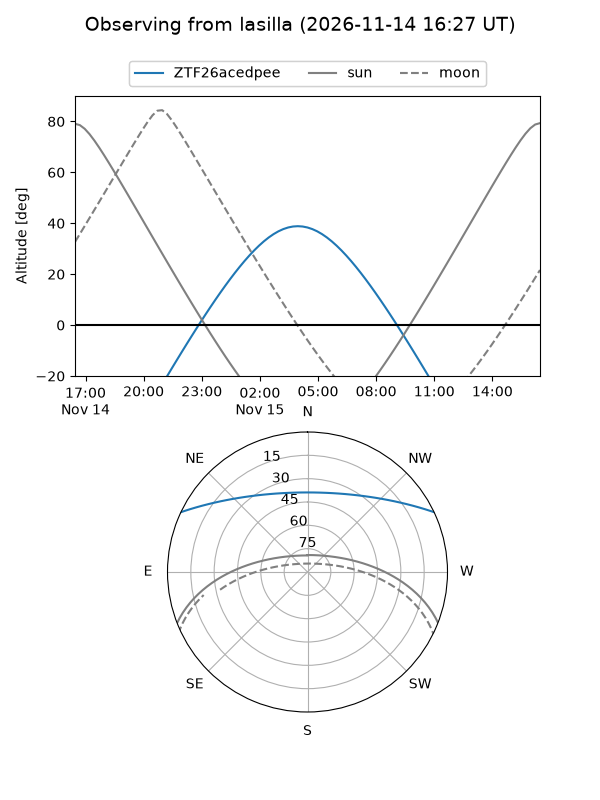 Observing from lasilla (2026-11-14 16:27 UT)
ZTF26acedpee sun moon
Altitude [deg]
80
60
40
20
0
−20
17:00 20:00 23:00 02:00 05:00 08:00 11:00 14:00
Nov 14 Nov 15
N
NE NW
15
30
45
60
75
E W
SE SW
S